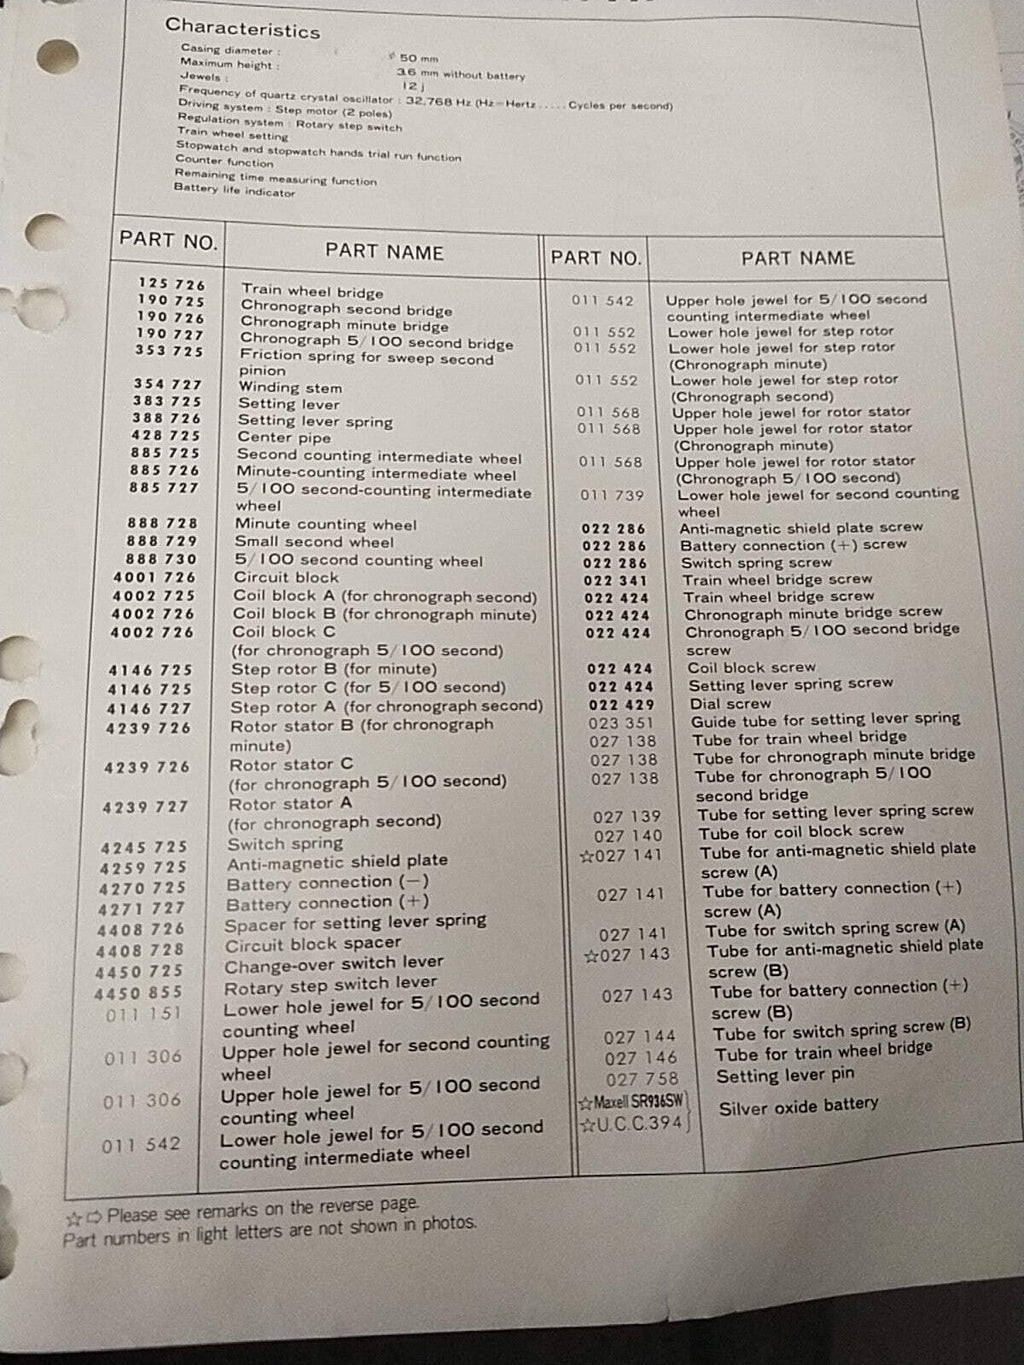 Characteristics
Casing diameter : φ 50 mm
Maximum height : 3.6 mm without battery
Jewels : 12 j
Frequency of quartz crystal oscillator : 32,768 Hz (Hz=Hertz ..... Cycles per second)
Driving system : Step motor (2 poles)
Regulation system : Rotary step switch
Train wheel setting
Stopwatch and stopwatch hands trial run function
Counter function
Remaining time measuring function
Battery life indicator
PART NO. PART NAME
125 726 Train wheel bridge
190 725 Chronograph second bridge
190 726 Chronograph minute bridge
190 727 Chronograph 5/100 second bridge
353 725 Friction spring for sweep second
pinion
354 727 Winding stem
383 725 Setting lever
388 726 Setting lever spring
428 725 Center pipe
885 725 Second counting intermediate wheel
885 726 Minute-counting intermediate wheel
885 727 5/100 second-counting intermediate
wheel
888 728 Minute counting wheel
888 729 Small second wheel
888 730 5/100 second counting wheel
4001 726 Circuit block
4002 725 Coil block A (for chronograph second)
4002 726 Coil block B (for chronograph minute)
4002 726 Coil block C
(for chronograph 5/100 second)
4146 725 Step rotor B (for minute)
4146 725 Step rotor C (for 5/100 second)
4146 727 Step rotor A (for chronograph second)
4239 726 Rotor stator B (for chronograph
minute)
4239 726 Rotor stator C
(for chronograph 5/100 second)
4239 727 Rotor stator A
(for chronograph second)
4245 725 Switch spring
4259 725 Anti-magnetic shield plate
4270 725 Battery connection (−)
4271 727 Battery connection (+)
4408 726 Spacer for setting lever spring
4408 728 Circuit block spacer
4450 725 Change-over switch lever
4450 855 Rotary step switch lever
011 151 Lower hole jewel for 5/100 second
counting wheel
011 306 Upper hole jewel for second counting
wheel
011 306 Upper hole jewel for 5/100 second
counting wheel
011 542 Lower hole jewel for 5/100 second
counting intermediate wheel
PART NO. PART NAME
011 542 Upper hole jewel for 5/100 second
counting intermediate wheel
011 552 Lower hole jewel for step rotor
011 552 Lower hole jewel for step rotor
(Chronograph minute)
011 552 Lower hole jewel for step rotor
(Chronograph second)
011 568 Upper hole jewel for rotor stator
011 568 Upper hole jewel for rotor stator
(Chronograph minute)
011 568 Upper hole jewel for rotor stator
(Chronograph 5/100 second)
011 739 Lower hole jewel for second counting
wheel
022 286 Anti-magnetic shield plate screw
022 286 Battery connection (+) screw
022 286 Switch spring screw
022 341 Train wheel bridge screw
022 424 Train wheel bridge screw
022 424 Chronograph minute bridge screw
022 424 Chronograph 5/100 second bridge
screw
022 424 Coil block screw
022 424 Setting lever spring screw
022 429 Dial screw
023 351 Guide tube for setting lever spring
027 138 Tube for train wheel bridge
027 138 Tube for chronograph minute bridge
027 138 Tube for chronograph 5/100
second bridge
027 139 Tube for setting lever spring screw
027 140 Tube for coil block screw
☆027 141 Tube for anti-magnetic shield plate
screw (A)
027 141 Tube for battery connection (+)
screw (A)
027 141 Tube for switch spring screw (A)
☆027 143 Tube for anti-magnetic shield plate
screw (B)
027 143 Tube for battery connection (+)
screw (B)
027 144 Tube for switch spring screw (B)
027 146 Tube for train wheel bridge
027 758 Setting lever pin
☆Maxell SR936SW
☆U.C.C.394 } Silver oxide battery
☆⇨ Please see remarks on the reverse page.
Part numbers in light letters are not shown in photos.